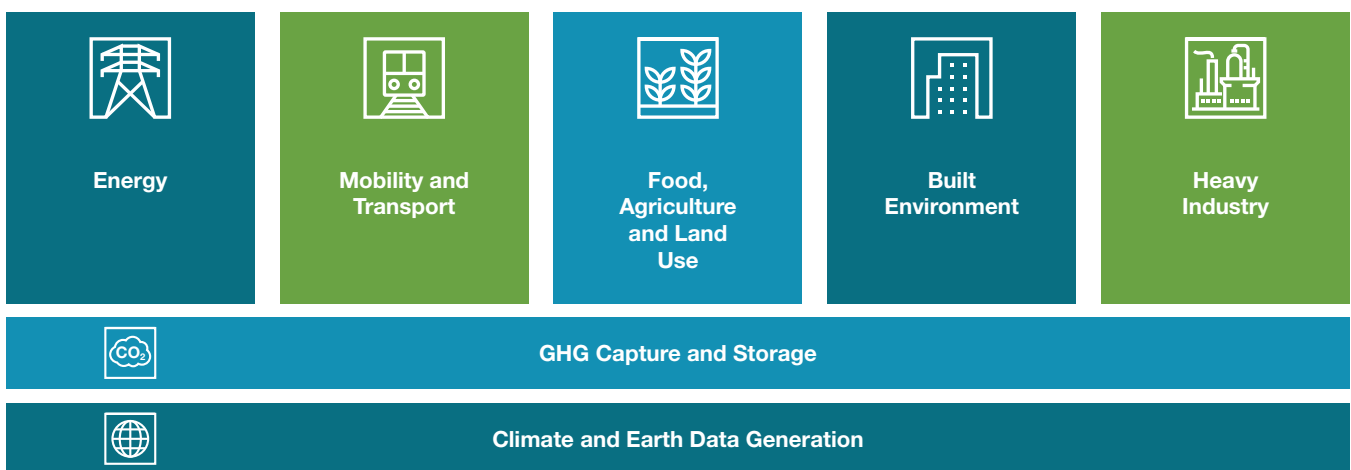 Energy
Mobility and
Transport
Food,
Agriculture
and Land
Use
Built
Environment
Heavy
Industry
CO₂
GHG Capture and Storage
Climate and Earth Data Generation